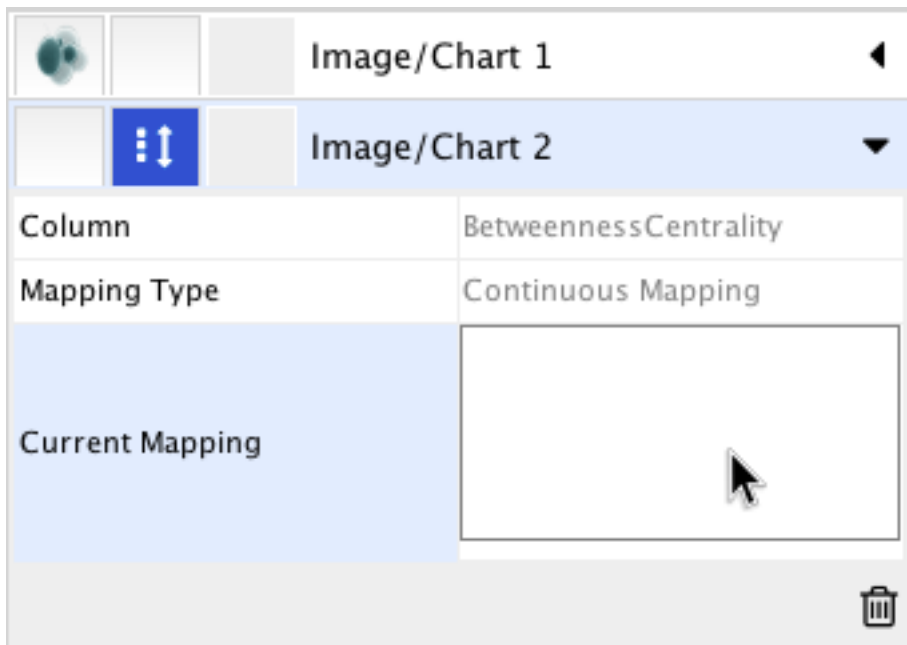 Image/Chart 1
Image/Chart 2
Column BetweennessCentrality
Mapping Type Continuous Mapping
Current Mapping